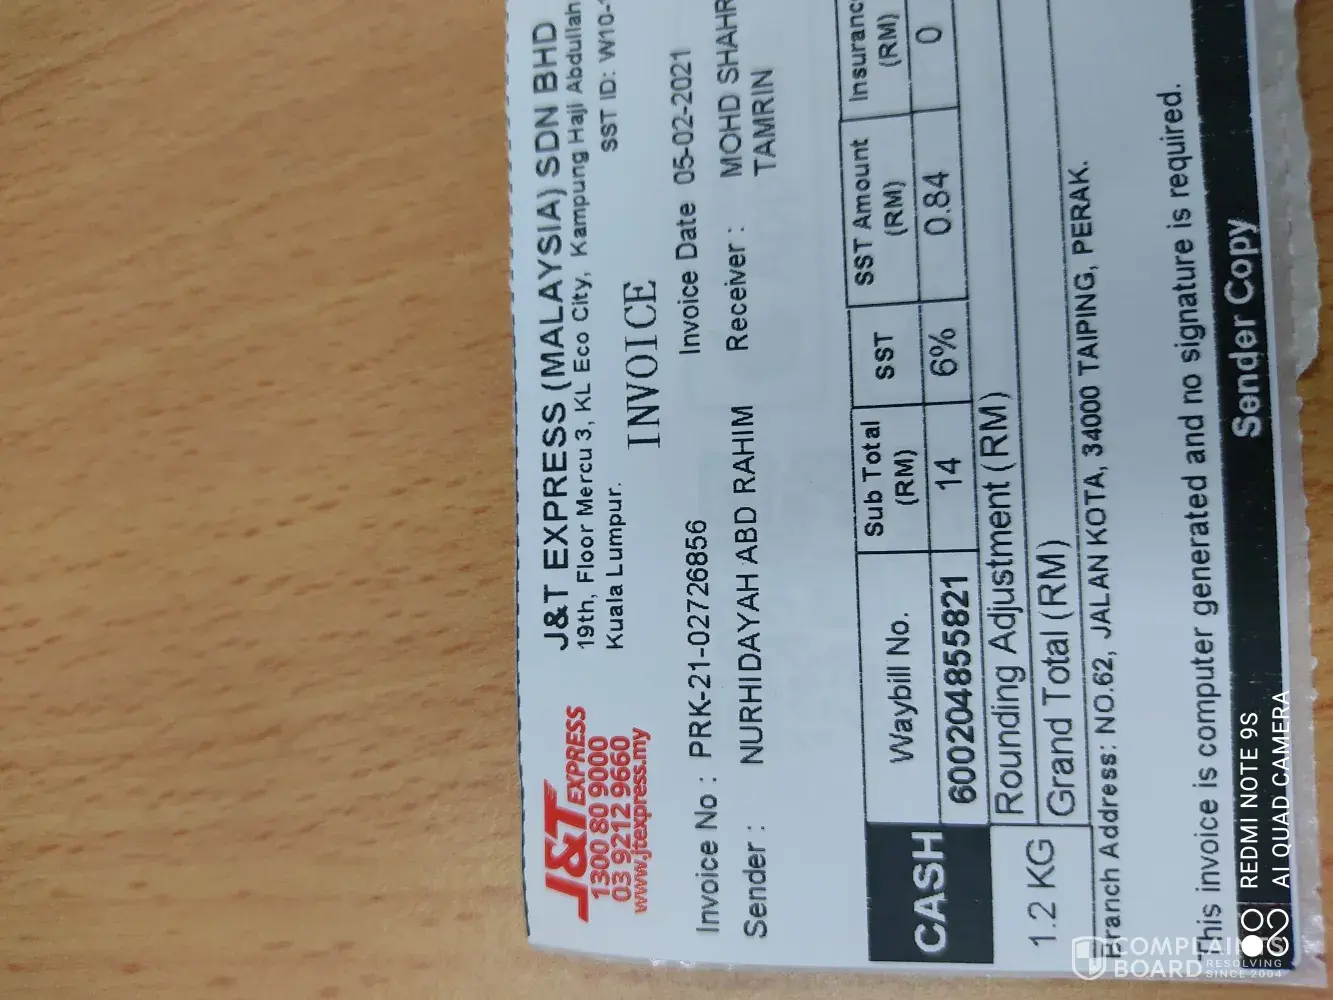 J&T EXPRESS
1300 80 9000
03 9212 9660
www.jtexpress.my
J&T EXPRESS (MALAYSIA) SDN BHD
19th, Floor Mercu 3, KL Eco City, Kampung Haji Abdullah
Kuala Lumpur. SST ID: W10-
INVOICE
Invoice No : PRK-21-02726856 Invoice Date 05-02-2021
Sender : NURHIDAYAH ABD RAHIM Receiver : MOHD SHAHR
TAMRIN
CASH Waybill No. Sub Total (RM) SST SST Amount (RM) Insuranc (RM)
600204855821 14 6% 0.84 0
1.2 KG Rounding Adjustment (RM)
Grand Total (RM)
Branch Address: NO.62, JALAN KOTA, 34000 TAIPING, PERAK.
This invoice is computer generated and no signature is required.
Sender Copy
REDMI NOTE 9S
AI QUAD CAMERA
COMPLAINTS
BOARD RESOLVING
SINCE 2004